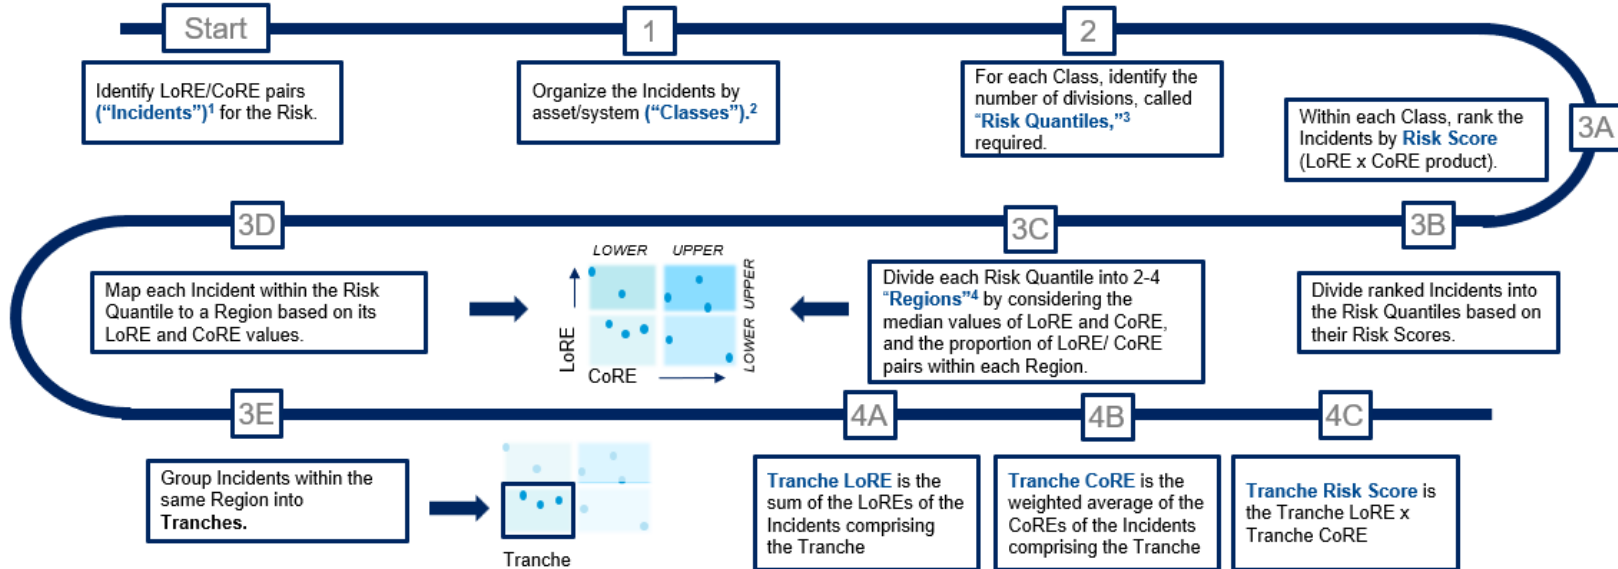 Start
Identify LoRE/CoRE pairs
(“Incidents”)¹ for the Risk.
1
Organize the Incidents by
asset/system (“Classes”).²
2
For each Class, identify the
number of divisions, called
“Risk Quantiles,”³
required.
3A
Within each Class, rank the
Incidents by Risk Score
(LoRE x CoRE product).
3B
Divide ranked Incidents into
the Risk Quantiles based on
their Risk Scores.
3C
Divide each Risk Quantile into 2-4
“Regions”⁴ by considering the
median values of LoRE and CoRE,
and the proportion of LoRE/ CoRE
pairs within each Region.
LOWER UPPER
LOWER UPPER
LoRE
CoRE
3D
Map each Incident within the Risk
Quantile to a Region based on its
LoRE and CoRE values.
3E
Group Incidents within the
same Region into
Tranches.
Tranche
4A
Tranche LoRE is the
sum of the LoREs of the
Incidents comprising
the Tranche
4B
Tranche CoRE is the
weighted average of the
CoREs of the Incidents
comprising the Tranche
4C
Tranche Risk Score is
the Tranche LoRE x
Tranche CoRE